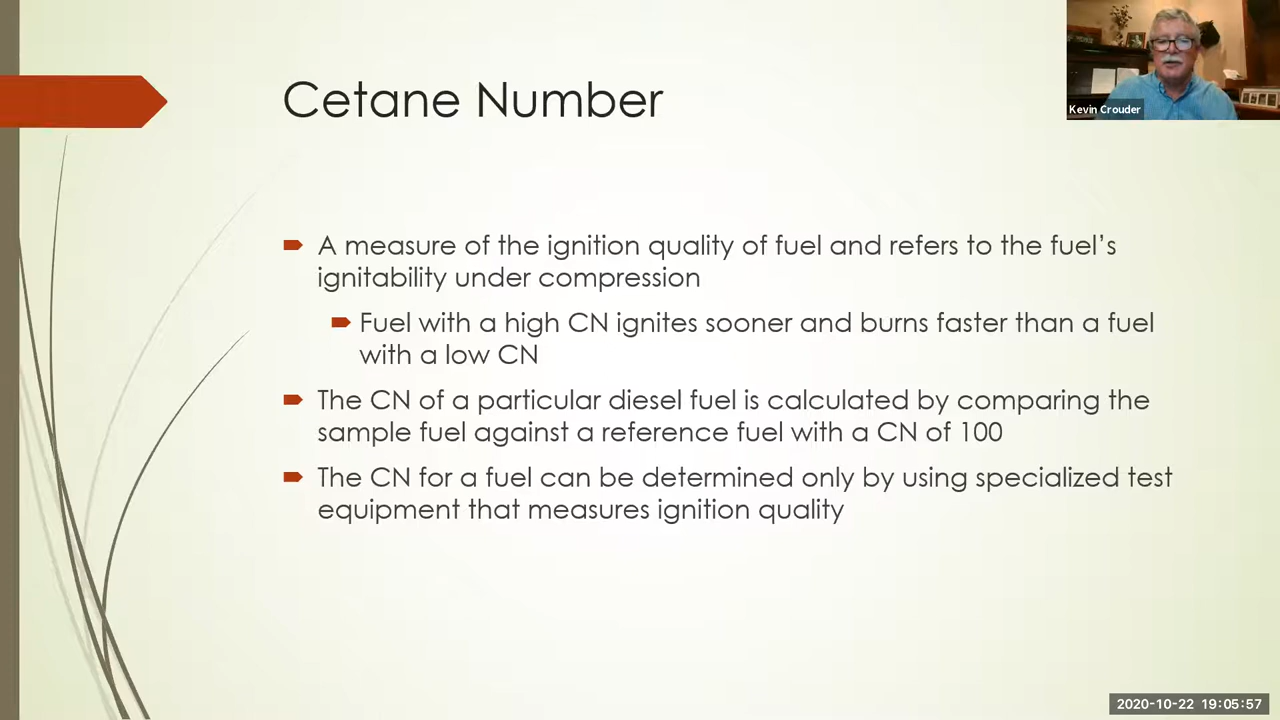 Cetane Number
Kevin Crouder
A measure of the ignition quality of fuel and refers to the fuel’s
ignitability under compression
Fuel with a high CN ignites sooner and burns faster than a fuel
with a low CN
The CN of a particular diesel fuel is calculated by comparing the
sample fuel against a reference fuel with a CN of 100
The CN for a fuel can be determined only by using specialized test
equipment that measures ignition quality
2020-10-22 19:05:57